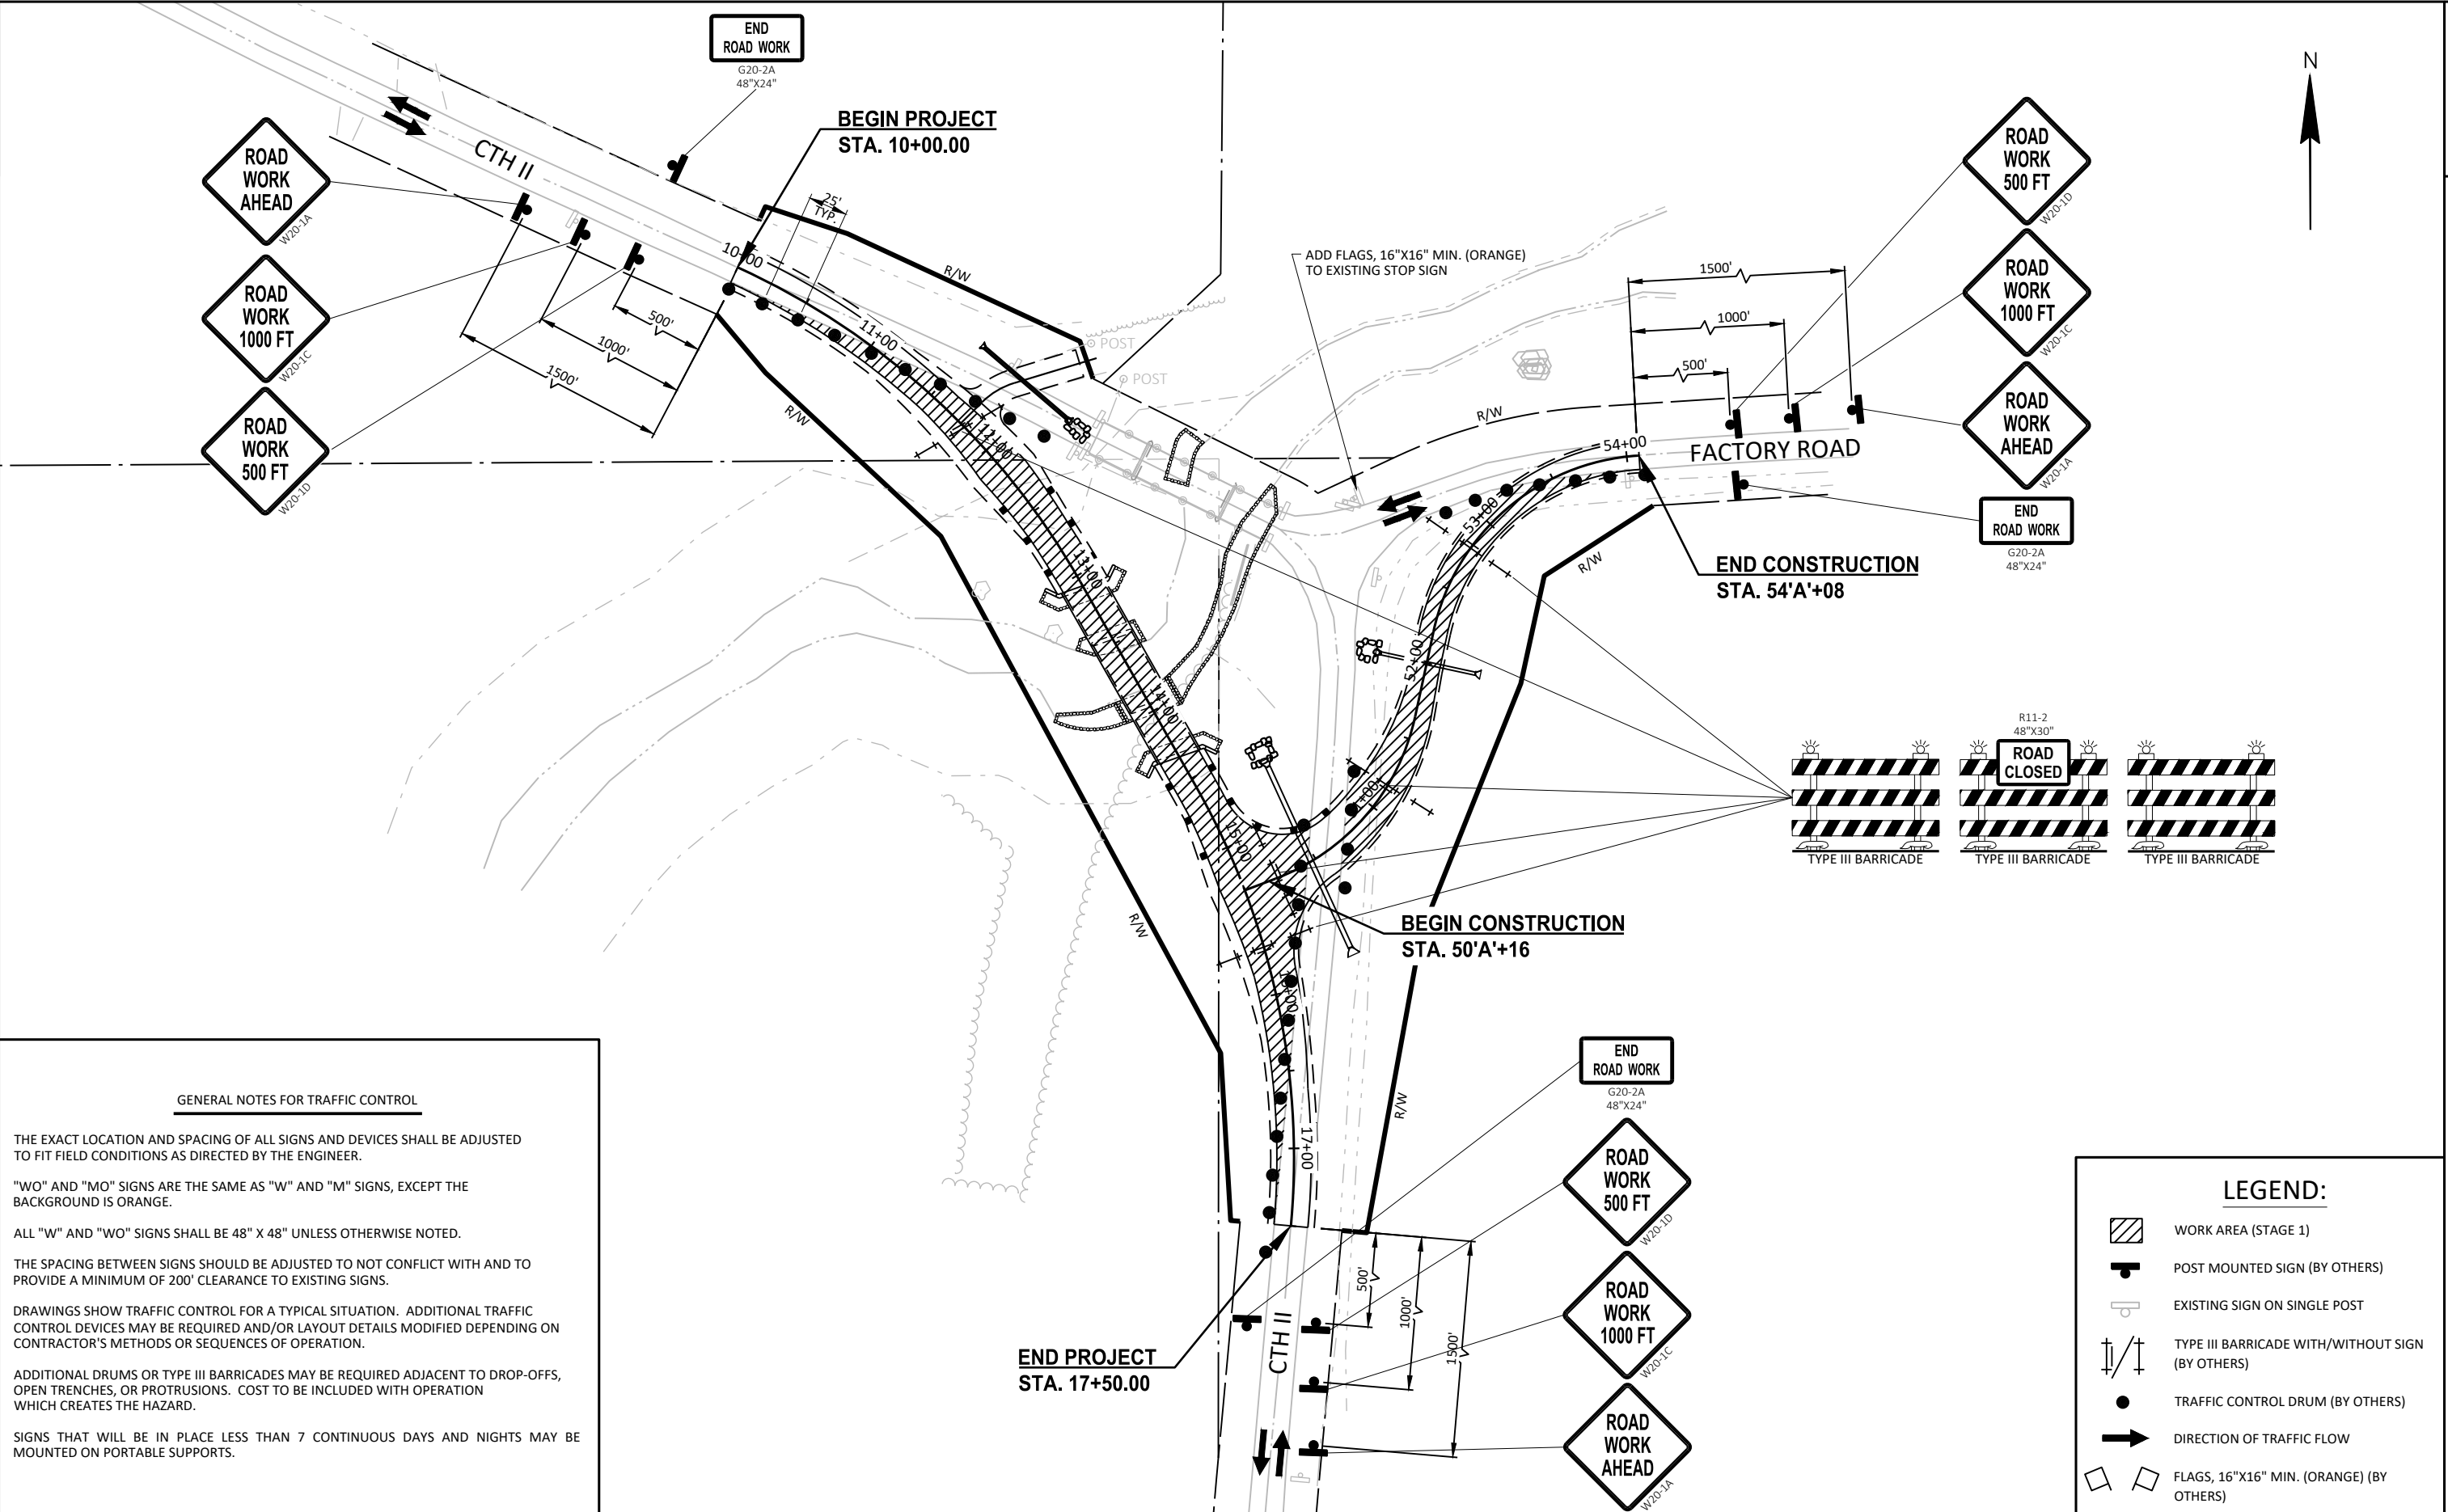 END
ROAD WORK
G20-2A
48"X24"
BEGIN PROJECT
STA. 10+00.00
N
ROAD
WORK
AHEAD
W20-1A
ROAD
WORK
1000 FT
W20-1C
ROAD
WORK
500 FT
W20-1D
CTH II
500'
1000'
1500'
25'
TYP.
10+00
11+00
12+00
13+00
14+00
15+00
16+00
17+00
R/W
R/W
POST
POST
ADD FLAGS, 16"X16" MIN. (ORANGE)
TO EXISTING STOP SIGN
1500'
1000'
500'
R/W
54+00
53+00
52+00
FACTORY ROAD
ROAD
WORK
500 FT
W20-1D
ROAD
WORK
1000 FT
W20-1C
ROAD
WORK
AHEAD
W20-1A
END
ROAD WORK
G20-2A
48"X24"
END CONSTRUCTION
STA. 54'A'+08
R/W
R11-2
48"X30"
ROAD
CLOSED
TYPE III BARRICADE
TYPE III BARRICADE
TYPE III BARRICADE
BEGIN CONSTRUCTION
STA. 50'A'+16
R/W
R/W
END
ROAD WORK
G20-2A
48"X24"
ROAD
WORK
500 FT
W20-1D
ROAD
WORK
1000 FT
W20-1C
ROAD
WORK
AHEAD
W20-1A
500'
1000'
1500'
CTH II
END PROJECT
STA. 17+50.00
GENERAL NOTES FOR TRAFFIC CONTROL
THE EXACT LOCATION AND SPACING OF ALL SIGNS AND DEVICES SHALL BE ADJUSTED
TO FIT FIELD CONDITIONS AS DIRECTED BY THE ENGINEER.
"WO" AND "MO" SIGNS ARE THE SAME AS "W" AND "M" SIGNS, EXCEPT THE
BACKGROUND IS ORANGE.
ALL "W" AND "WO" SIGNS SHALL BE 48" X 48" UNLESS OTHERWISE NOTED.
THE SPACING BETWEEN SIGNS SHOULD BE ADJUSTED TO NOT CONFLICT WITH AND TO
PROVIDE A MINIMUM OF 200' CLEARANCE TO EXISTING SIGNS.
DRAWINGS SHOW TRAFFIC CONTROL FOR A TYPICAL SITUATION. ADDITIONAL TRAFFIC
CONTROL DEVICES MAY BE REQUIRED AND/OR LAYOUT DETAILS MODIFIED DEPENDING ON
CONTRACTOR'S METHODS OR SEQUENCES OF OPERATION.
ADDITIONAL DRUMS OR TYPE III BARRICADES MAY BE REQUIRED ADJACENT TO DROP-OFFS,
OPEN TRENCHES, OR PROTRUSIONS. COST TO BE INCLUDED WITH OPERATION
WHICH CREATES THE HAZARD.
SIGNS THAT WILL BE IN PLACE LESS THAN 7 CONTINUOUS DAYS AND NIGHTS MAY BE
MOUNTED ON PORTABLE SUPPORTS.
LEGEND:
WORK AREA (STAGE 1)
POST MOUNTED SIGN (BY OTHERS)
EXISTING SIGN ON SINGLE POST
TYPE III BARRICADE WITH/WITHOUT SIGN
(BY OTHERS)
TRAFFIC CONTROL DRUM (BY OTHERS)
DIRECTION OF TRAFFIC FLOW
FLAGS, 16"X16" MIN. (ORANGE) (BY
OTHERS)